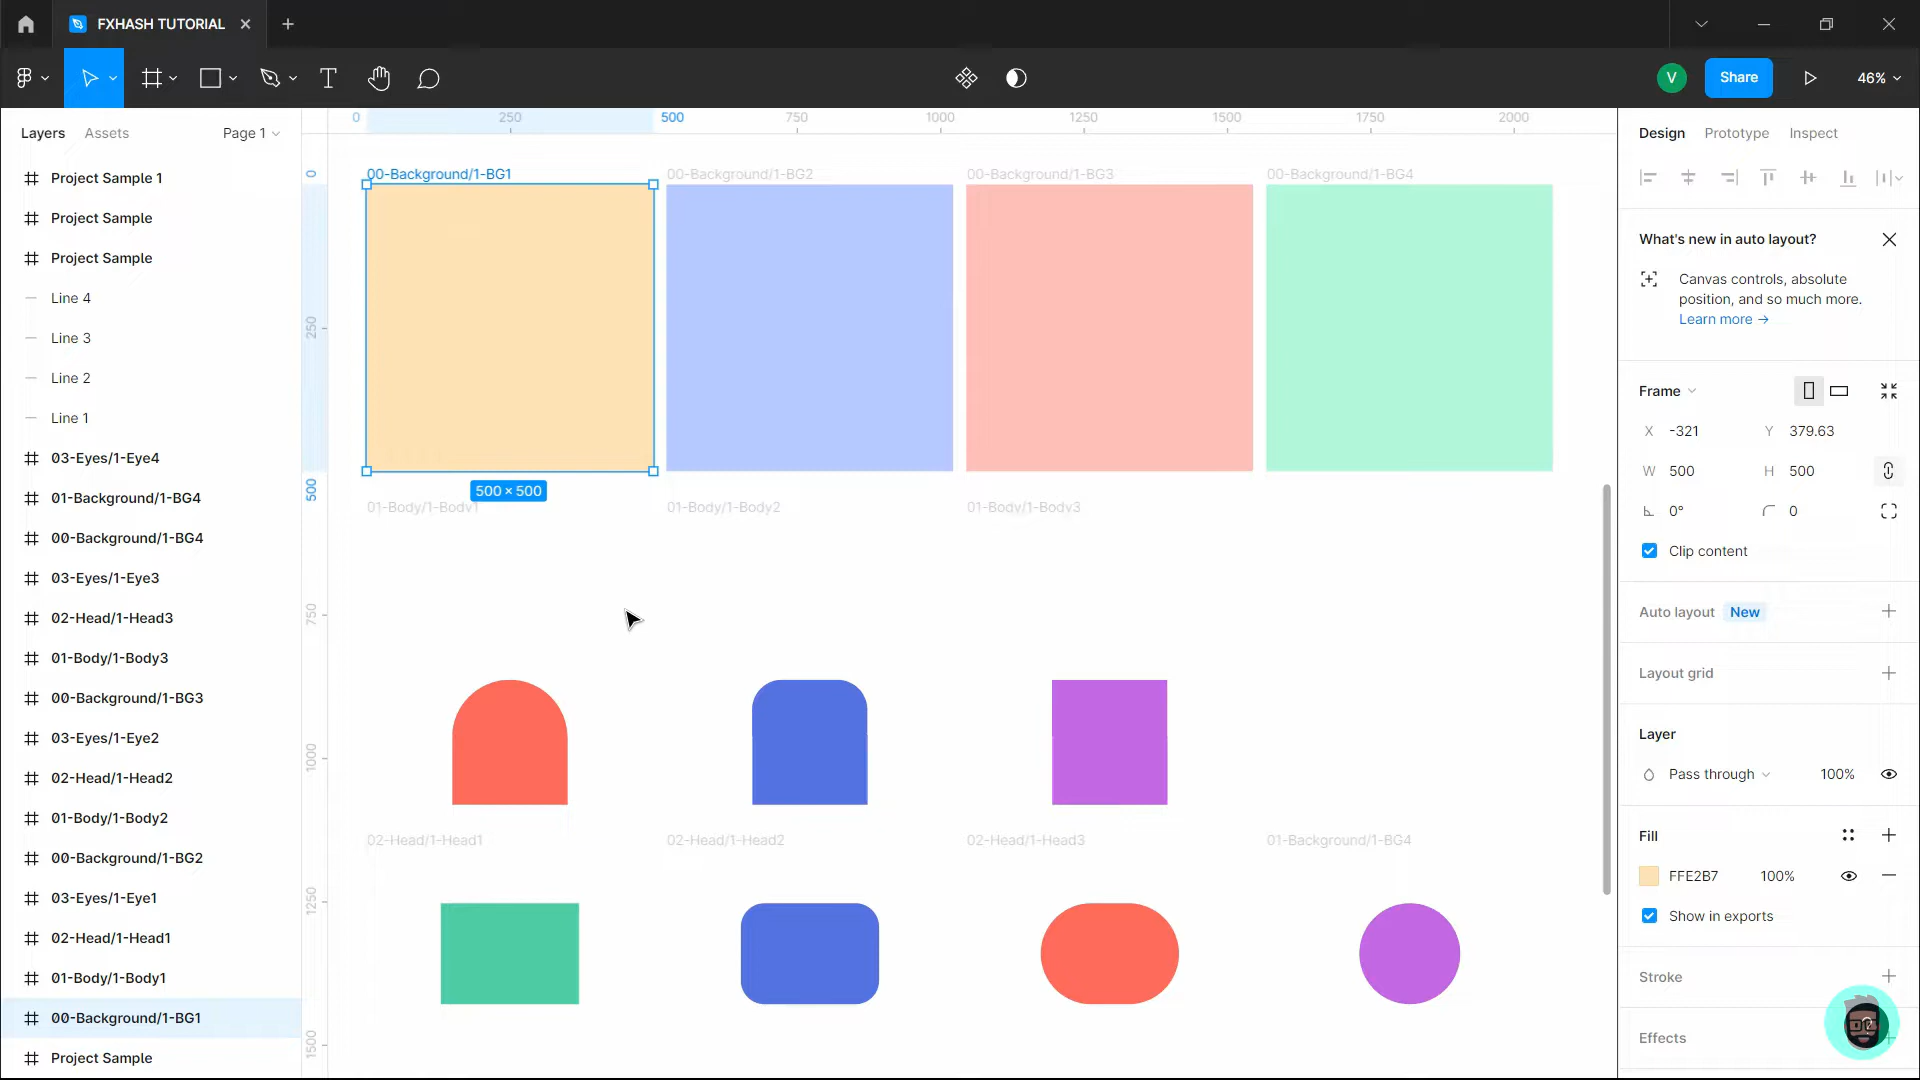 FXHASH TUTORIAL
V
Share
46%
Layers
Assets
Page 1
Project Sample 1
Project Sample
Project Sample
Line 4
Line 3
Line 2
Line 1
03-Eyes/1-Eye4
01-Background/1-BG4
00-Background/1-BG4
03-Eyes/1-Eye3
02-Head/1-Head3
01-Body/1-Body3
00-Background/1-BG3
03-Eyes/1-Eye2
02-Head/1-Head2
01-Body/1-Body2
00-Background/1-BG2
03-Eyes/1-Eye1
02-Head/1-Head1
01-Body/1-Body1
00-Background/1-BG1
Project Sample
0 250 500 750 1000 1250 1500 1750 2000
0
250
500
750
1000
1250
1500
00-Background/1-BG1 00-Background/1-BG2 00-Background/1-BG3 00-Background/1-BG4
500 × 500
01-Body/1-Body1 01-Body/1-Body2 01-Body/1-Body3
02-Head/1-Head1 02-Head/1-Head2 02-Head/1-Head3 01-Background/1-BG4
Design Prototype Inspect
What's new in auto layout?
Canvas controls, absolute
position, and so much more.
Learn more →
Frame
X -321 Y 379.63
W 500 H 500
0° 0
Clip content
Auto layout New
Layout grid
Layer
Pass through 100%
Fill
FFE2B7 100%
Show in exports
Stroke
Effects